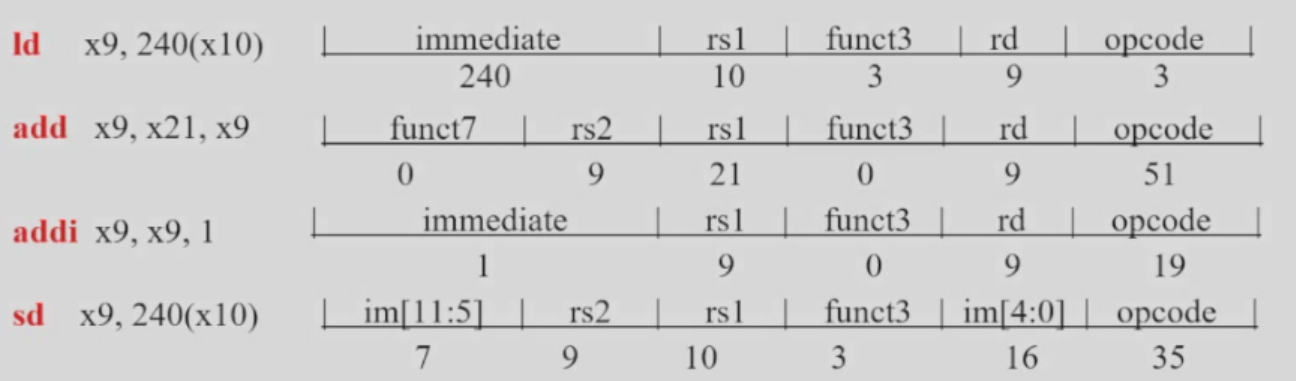 ld x9, 240(x10) immediate rs1 funct3 rd opcode
240 10 3 9 3
add x9, x21, x9 funct7 rs2 rs1 funct3 rd opcode
0 9 21 0 9 51
addi x9, x9, 1 immediate rs1 funct3 rd opcode
1 9 0 9 19
sd x9, 240(x10) im[11:5] rs2 rs1 funct3 im[4:0] opcode
7 9 10 3 16 35